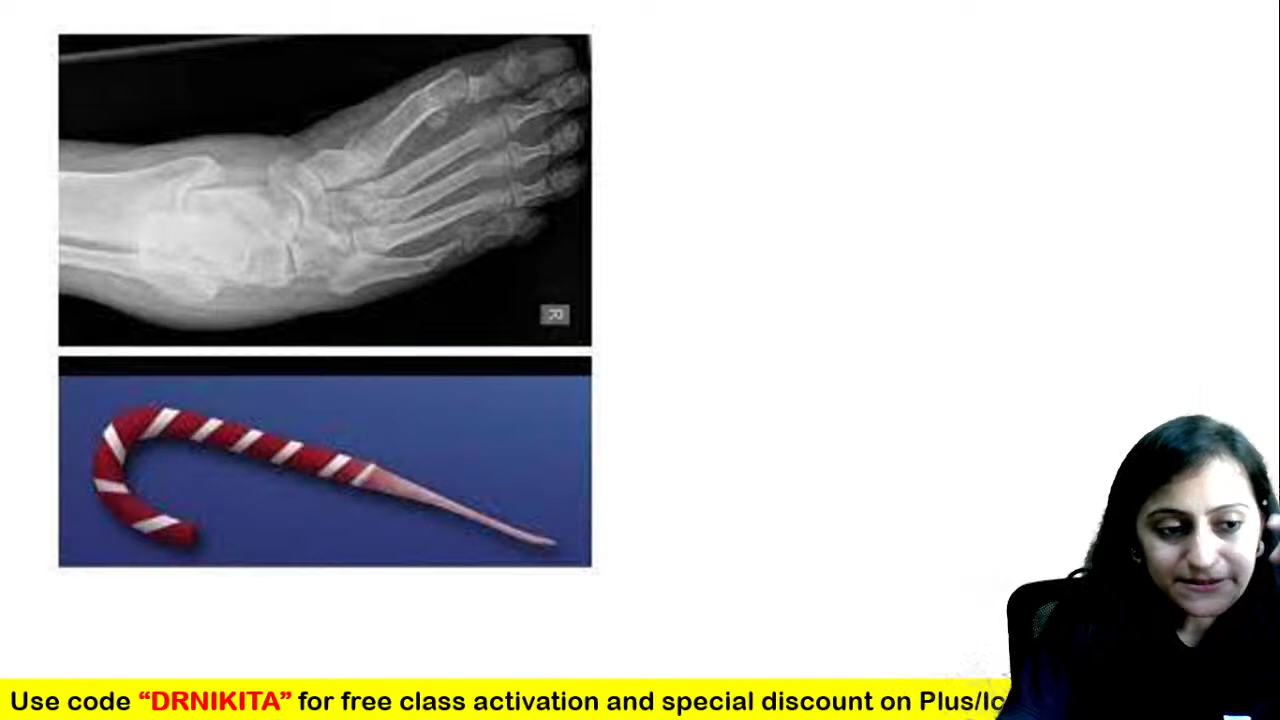 Use code “DRNIKITA” for free class activation and special discount on Plus/Ic